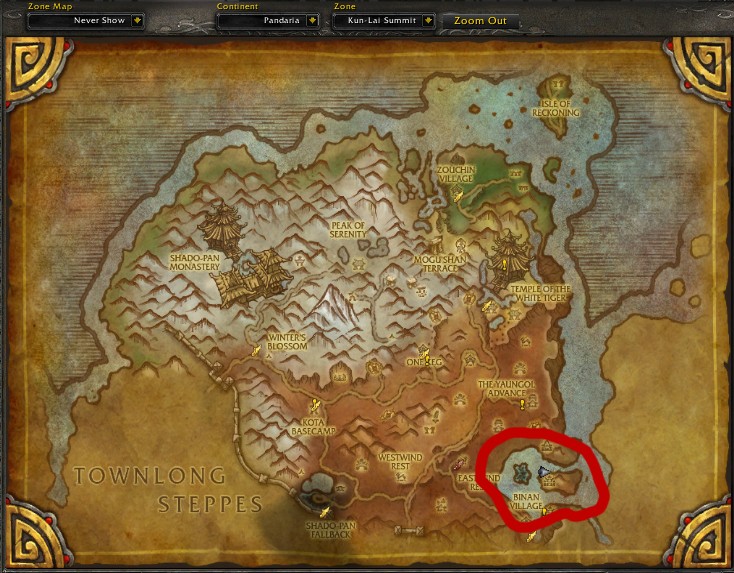 Zone Map
Continent
Zone
Never Show
Pandaria
Kun-Lai Summit
Zoom Out
ISLE OF
RECKONING
ZOUCHIN
VILLAGE
PEAK OF
SERENITY
SHADO-PAN
MONASTERY
MOGU'SHAN
TERRACE
TEMPLE OF THE
WHITE TIGER
WINTER'S
BLOSSOM
ONE KEG
THE YAUNGOL
ADVANCE
KOTA
BASECAMP
WESTWIND
REST
TOWNLONG
STEPPES
BINAN
VILLAGE
SHADO-PAN
FALLBACK